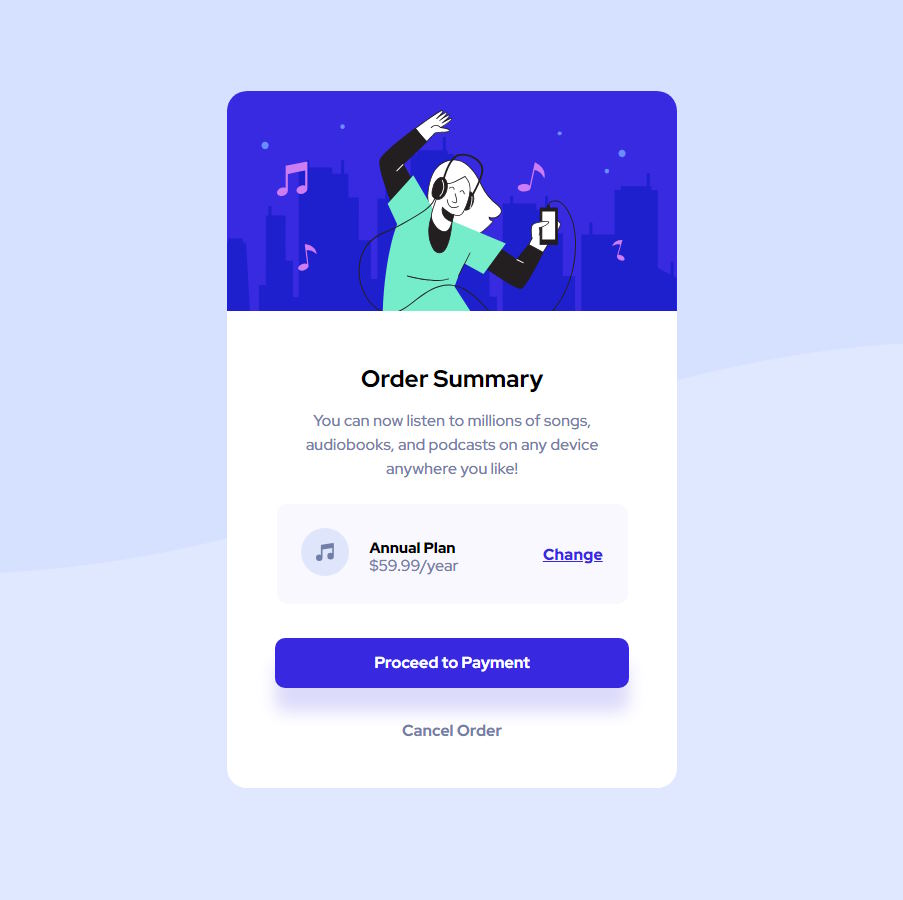 Order Summary
You can now listen to millions of songs,
audiobooks, and podcasts on any device
anywhere you like!
Annual Plan
$59.99/year
Change
Proceed to Payment
Cancel Order